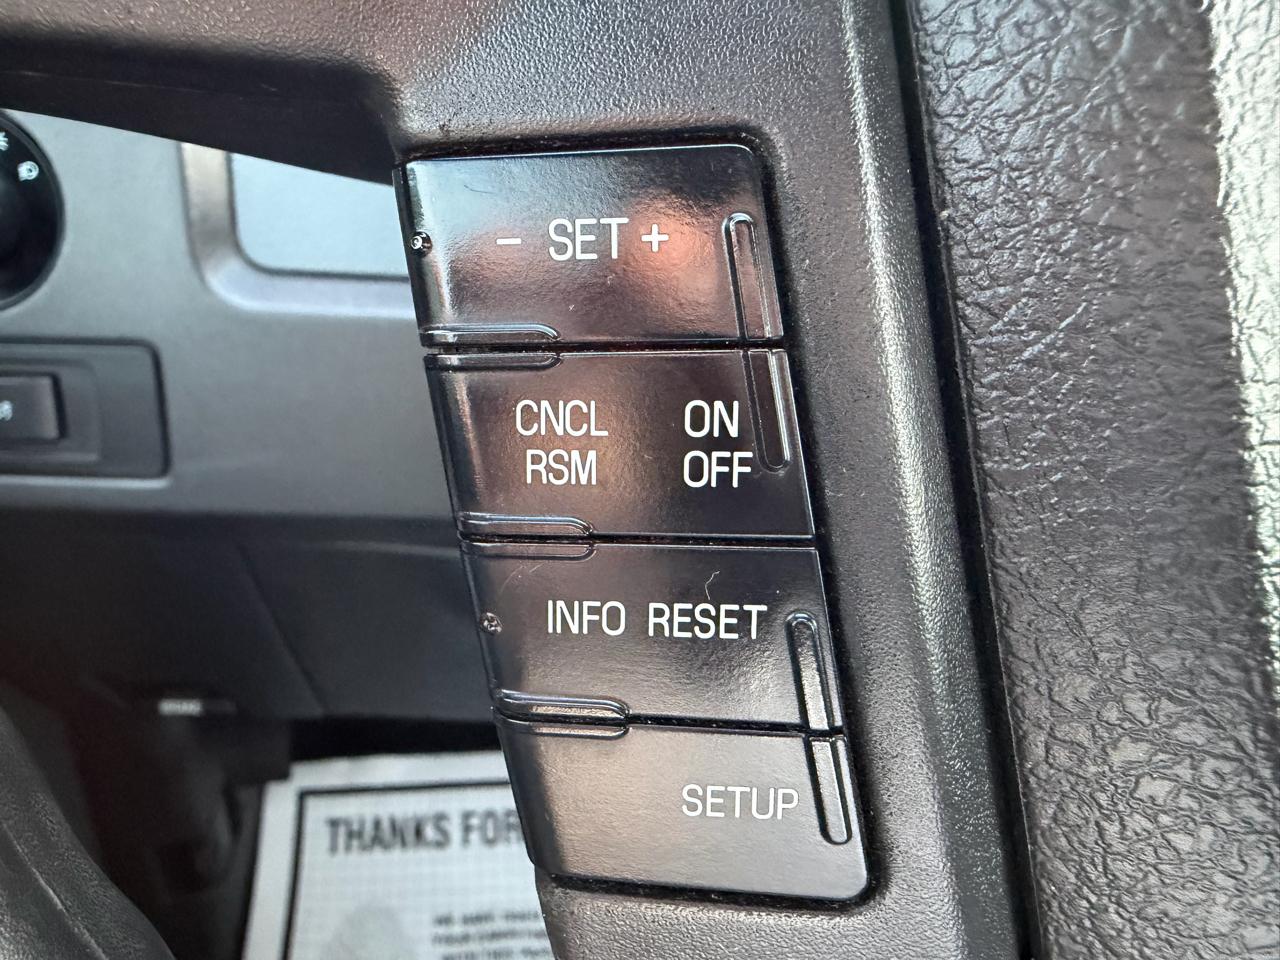 - SET +
CNCL ON
RSM OFF
INFO RESET
SETUP
THANKS FOR